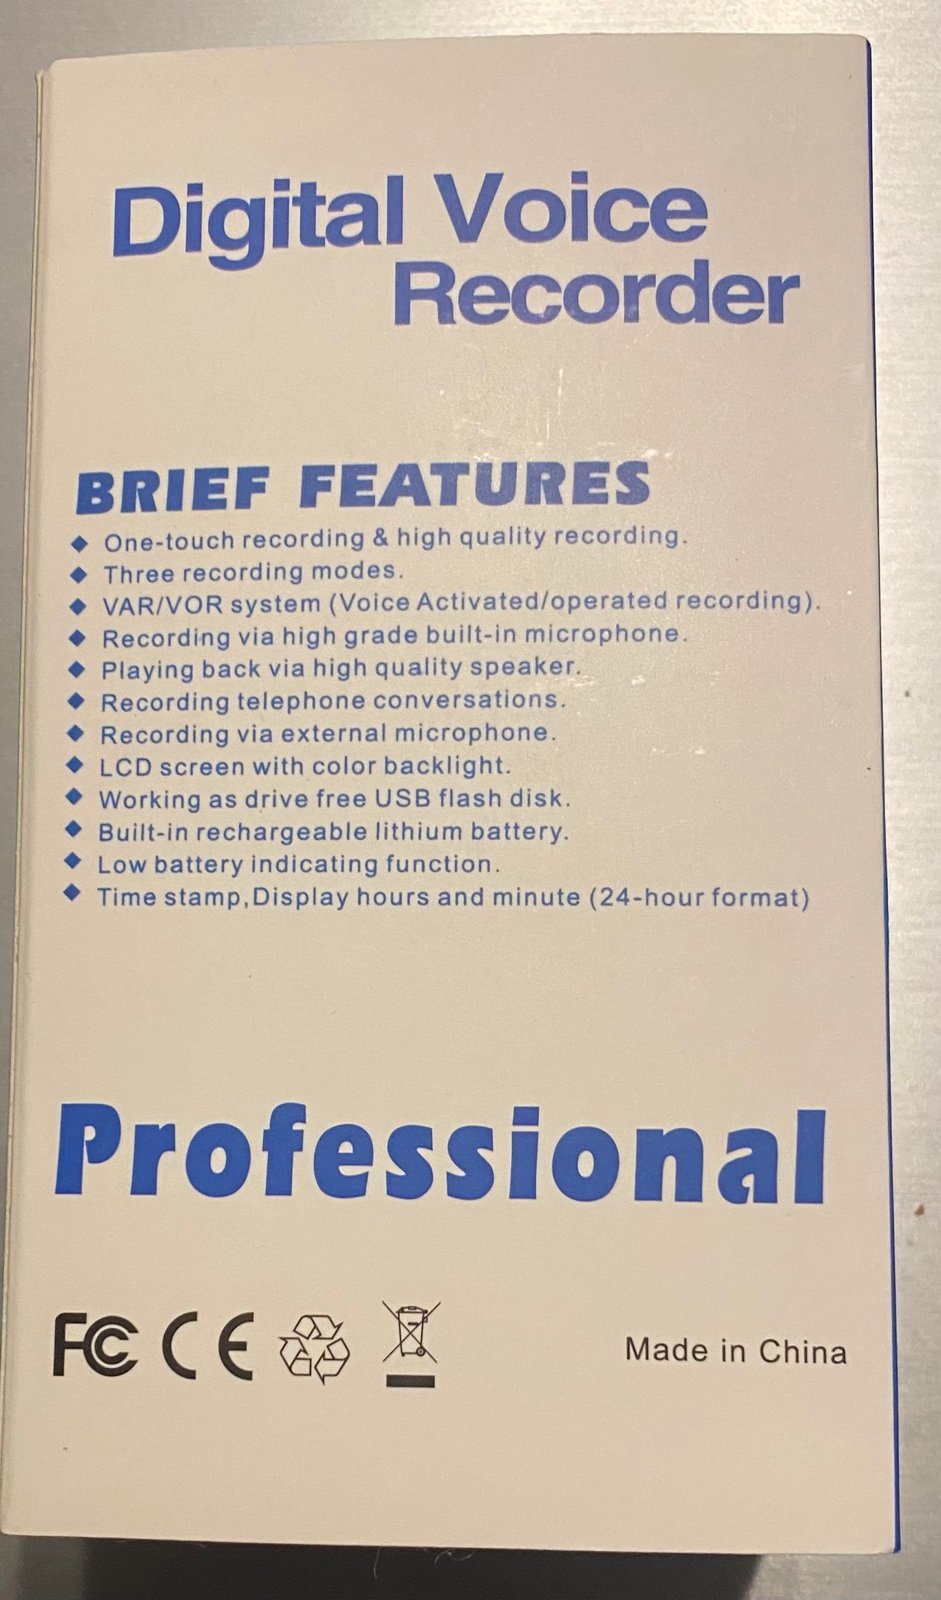 Digital Voice
Recorder
BRIEF FEATURES
◆ One-touch recording & high quality recording.
◆ Three recording modes.
◆ VAR/VOR system (Voice Activated/operated recording).
◆ Recording via high grade built-in microphone.
◆ Playing back via high quality speaker.
◆ Recording telephone conversations.
◆ Recording via external microphone.
◆ LCD screen with color backlight.
◆ Working as drive free USB flash disk.
◆ Built-in rechargeable lithium battery.
◆ Low battery indicating function.
◆ Time stamp,Display hours and minute (24-hour format)
Professional
FC CE
Made in China